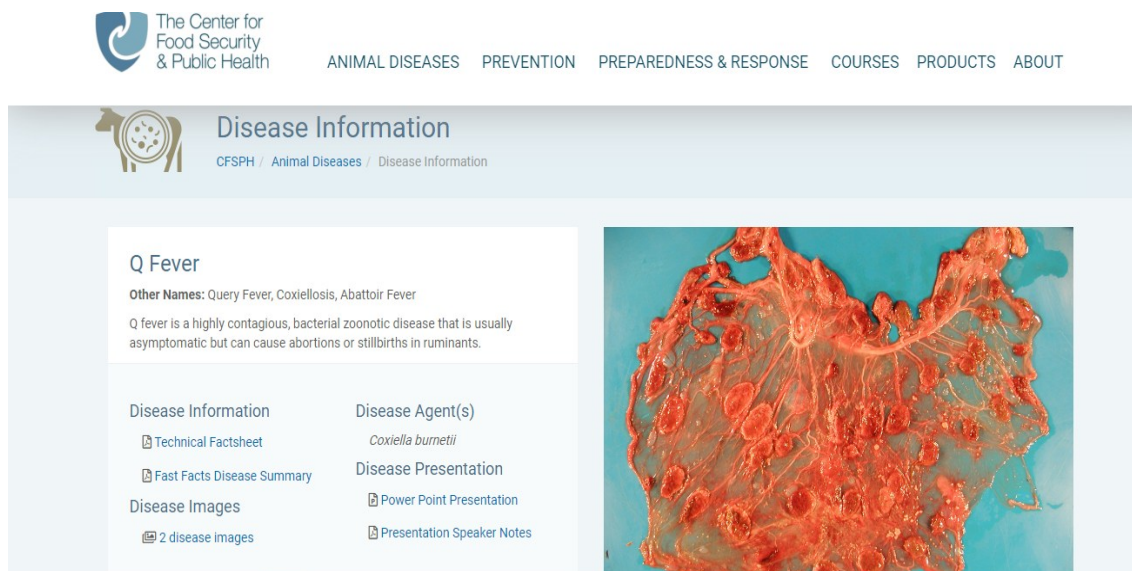 The Center for
Food Security
& Public Health
ANIMAL DISEASES PREVENTION PREPAREDNESS & RESPONSE COURSES PRODUCTS ABOUT
Disease Information
CFSPH / Animal Diseases / Disease Information
Q Fever
Other Names: Query Fever, Coxiellosis, Abattoir Fever
Q fever is a highly contagious, bacterial zoonotic disease that is usually
asymptomatic but can cause abortions or stillbirths in ruminants.
Disease Information
Technical Factsheet
Fast Facts Disease Summary
Disease Images
2 disease images
Disease Agent(s)
Coxiella burnetii
Disease Presentation
Power Point Presentation
Presentation Speaker Notes